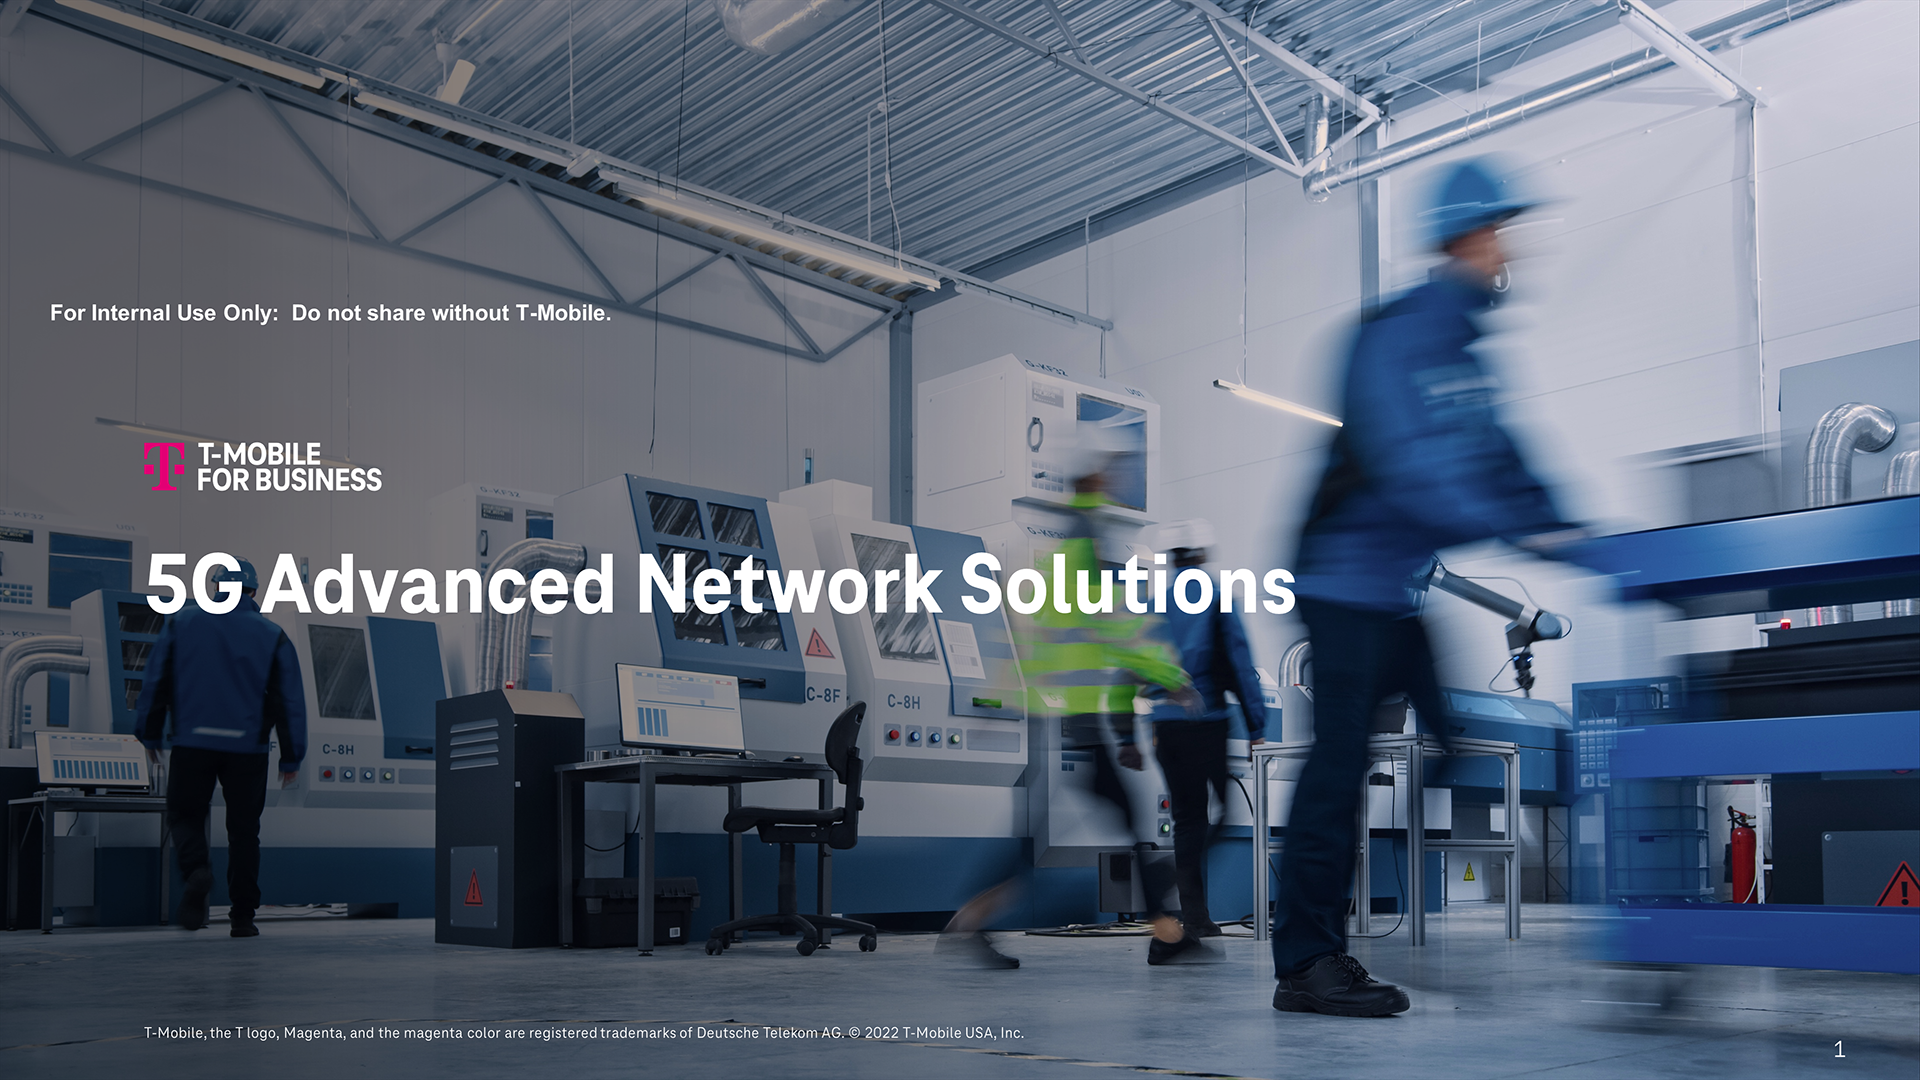 For Internal Use Only:  Do not share without T-Mobile.
T-MOBILE
FOR BUSINESS
5G Advanced Network Solutions
G-KF32
C-8F
C-8H
C-8H
T-Mobile, the T logo, Magenta, and the magenta color are registered trademarks of Deutsche Telekom AG. © 2022 T-Mobile USA, Inc.
1